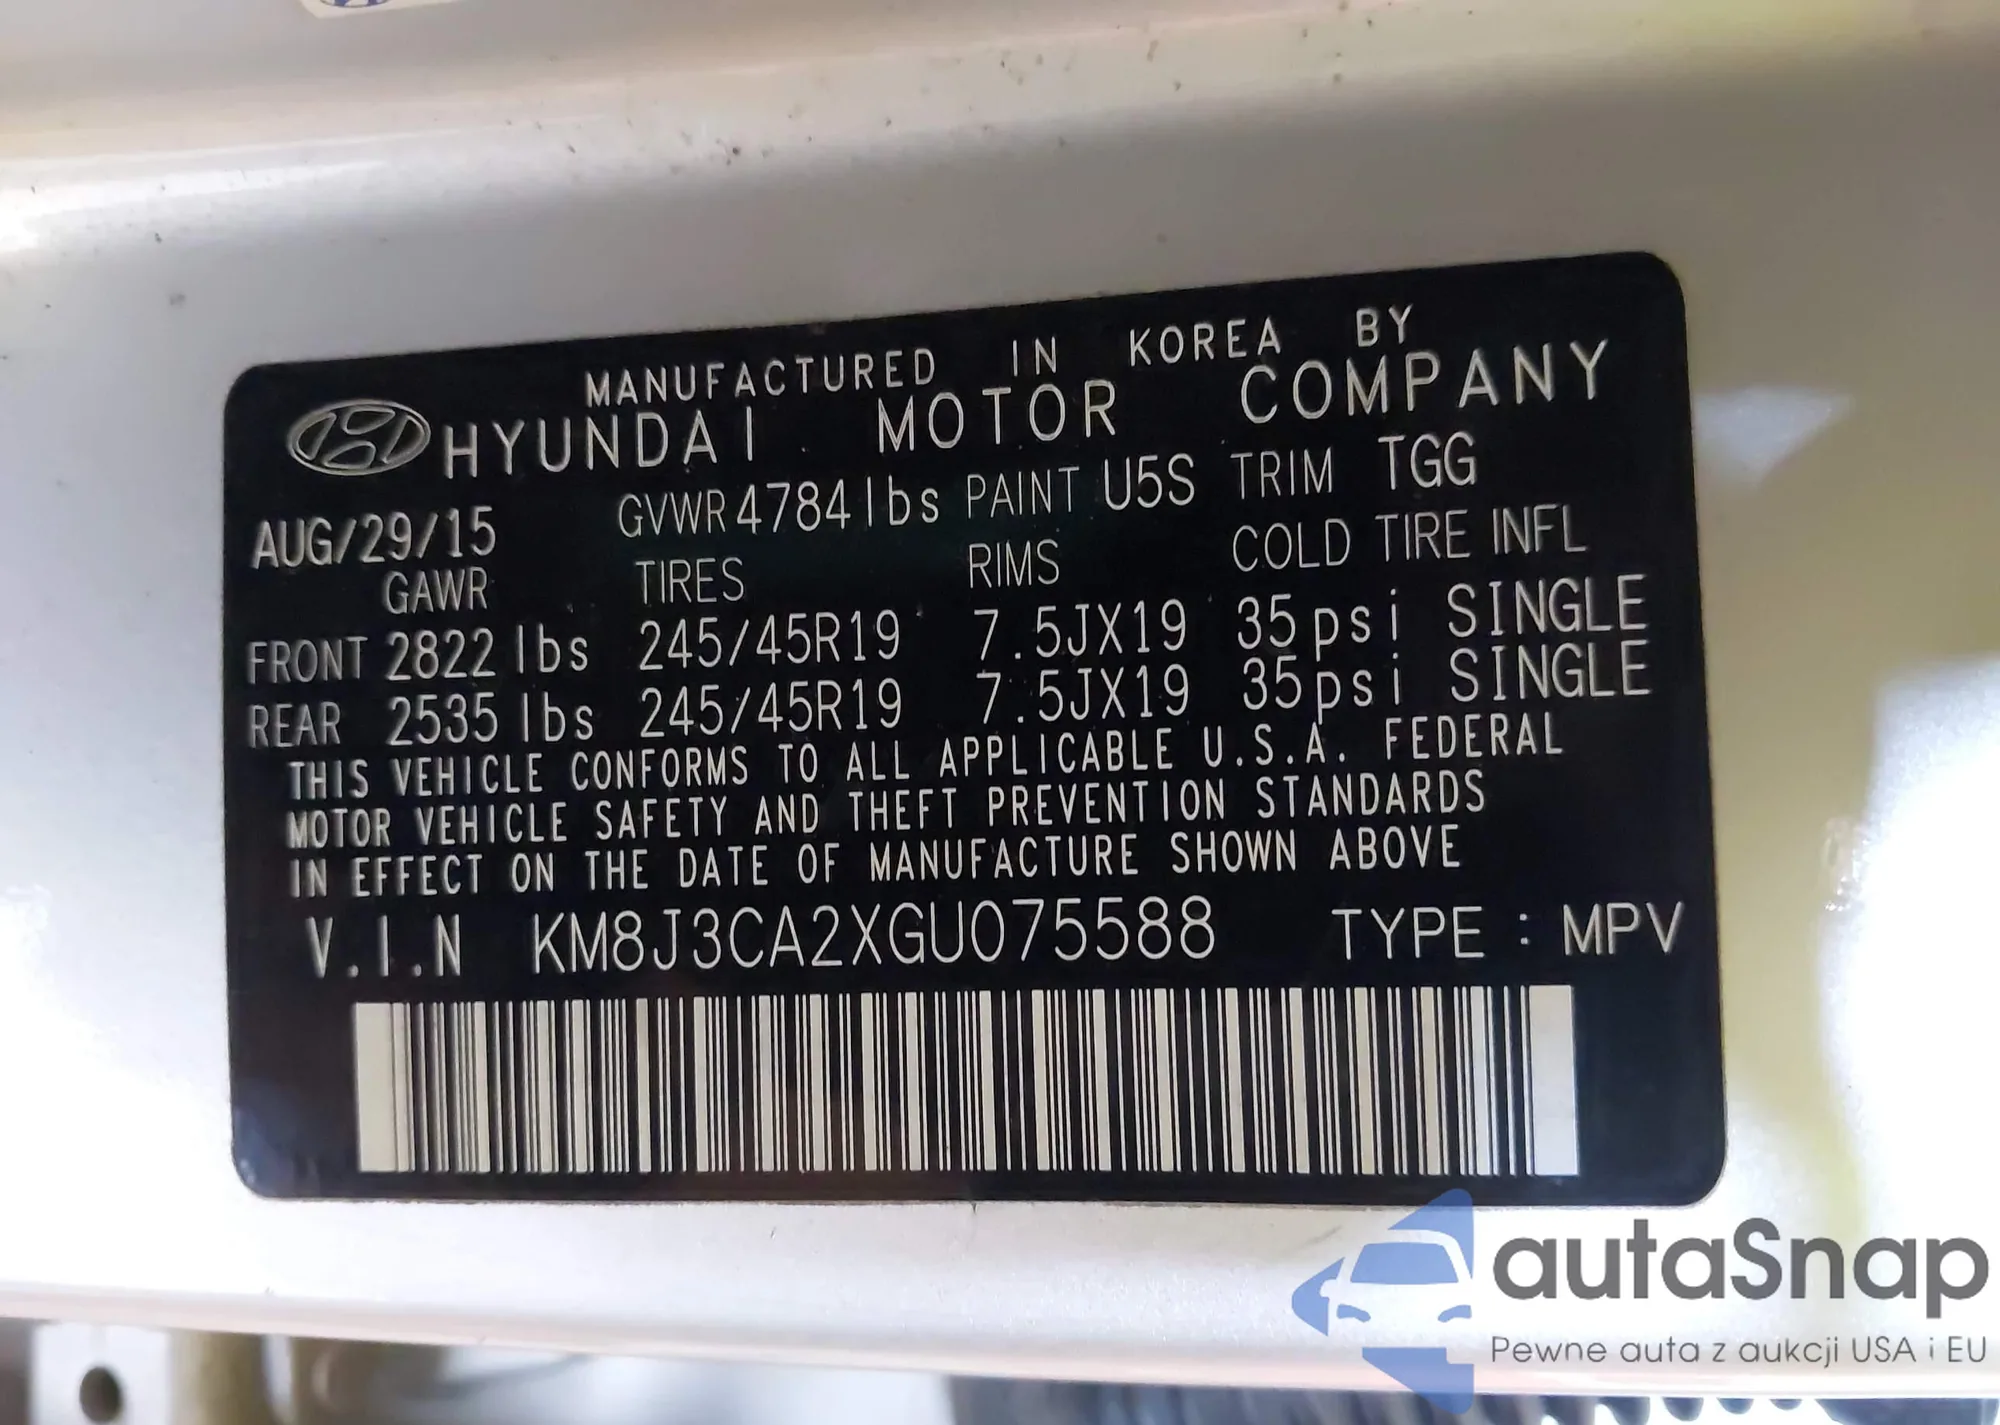 MANUFACTURED IN KOREA BY
HYUNDAI MOTOR COMPANY
AUG/29/15 GVWR 4784 lbs PAINT U5S TRIM TGG
GAWR TIRES RIMS COLD TIRE INFL
FRONT 2822 lbs 245/45R19 7.5JX19 35psi SINGLE
REAR 2535 lbs 245/45R19 7.5JX19 35psi SINGLE
THIS VEHICLE CONFORMS TO ALL APPLICABLE U.S.A. FEDERAL
MOTOR VEHICLE SAFETY AND THEFT PREVENTION STANDARDS
IN EFFECT ON THE DATE OF MANUFACTURE SHOWN ABOVE
V.I.N KM8J3CA2XGU075588 TYPE : MPV
autaSnap
Pewne auta z aukcji USA i EU